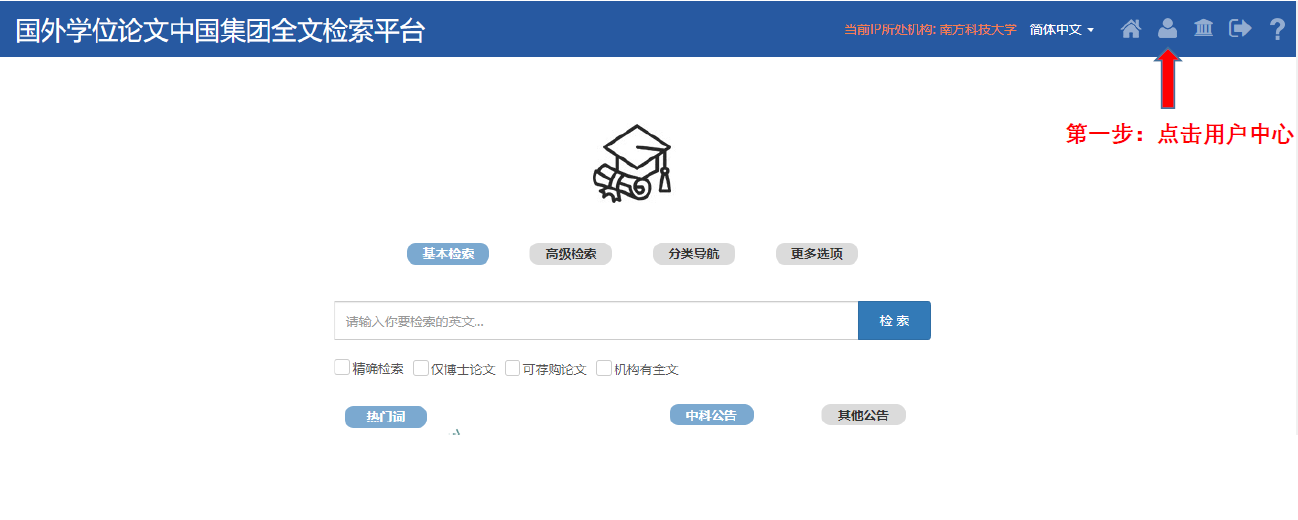 国外学位论文中国集团全文检索平台
当前IP所处机构: 南方科技大学 简体中文
第一步：点击用户中心
基本检索 高级检索 分类导航 更多选项
请输入你要检索的英文... 检 索
精确检索 仅博士论文 可荐购论文 机构有全文
热门词 中科公告 其他公告